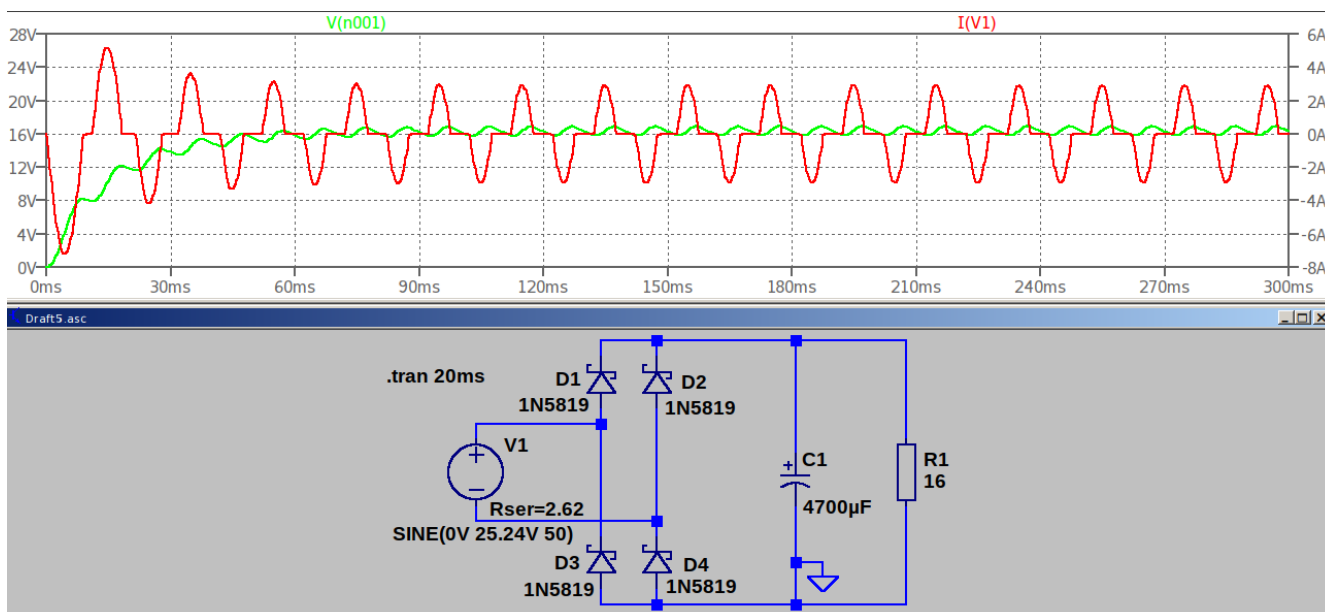 V(n001) I(V1)
28V 6A
24V 4A
20V 2A
16V 0A
12V -2A
8V -4A
4V -6A
0V -8A
0ms 30ms 60ms 90ms 120ms 150ms 180ms 210ms 240ms 270ms 300ms
Draft5.asc
.tran 20ms
D1 D2
1N5819 1N5819
V1
Rser=2.62
SINE(0V 25.24V 50)
C1
4700µF
R1
16
D3 D4
1N5819 1N5819